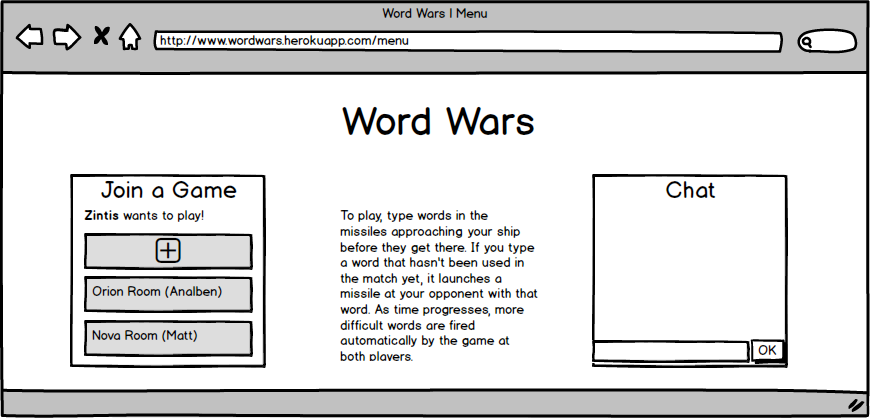 Word Wars | Menu
http://www.wordwars.herokuapp.com/menu
Word Wars
Join a Game
Zintis wants to play!
Orion Room (Analben)
Nova Room (Matt)
To play, type words in the
missiles approaching your ship
before they get there. If you type
a word that hasn't been used in
the match yet, it launches a
missile at your opponent with that
word. As time progresses, more
difficult words are fired
automatically by the game at
both players.
Chat
OK